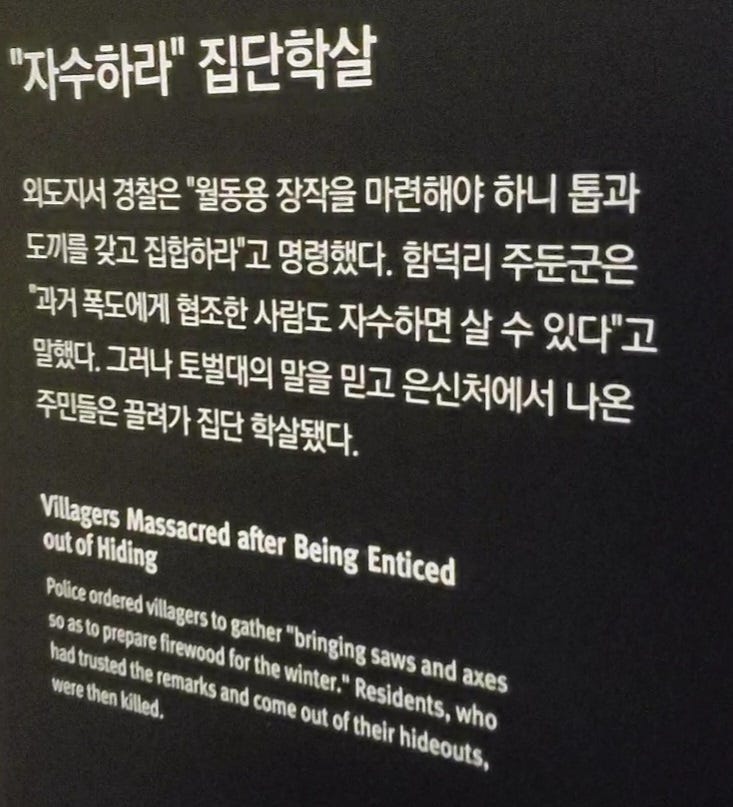 "자수하라" 집단학살
외도지서 경찰은 "월동용 장작을 마련해야 하니 톱과
도끼를 갖고 집합하라"고 명령했다. 함덕리 주둔군은
"과거 폭도에게 협조한 사람도 자수하면 살 수 있다"고
말했다. 그러나 토벌대의 말을 믿고 은신처에서 나온
주민들은 끌려가 집단 학살됐다.
Villagers Massacred after Being Enticed
out of Hiding
Police ordered villagers to gather "bringing saws and axes
so as to prepare firewood for the winter." Residents, who
had trusted the remarks and come out of their hideouts,
were then killed.